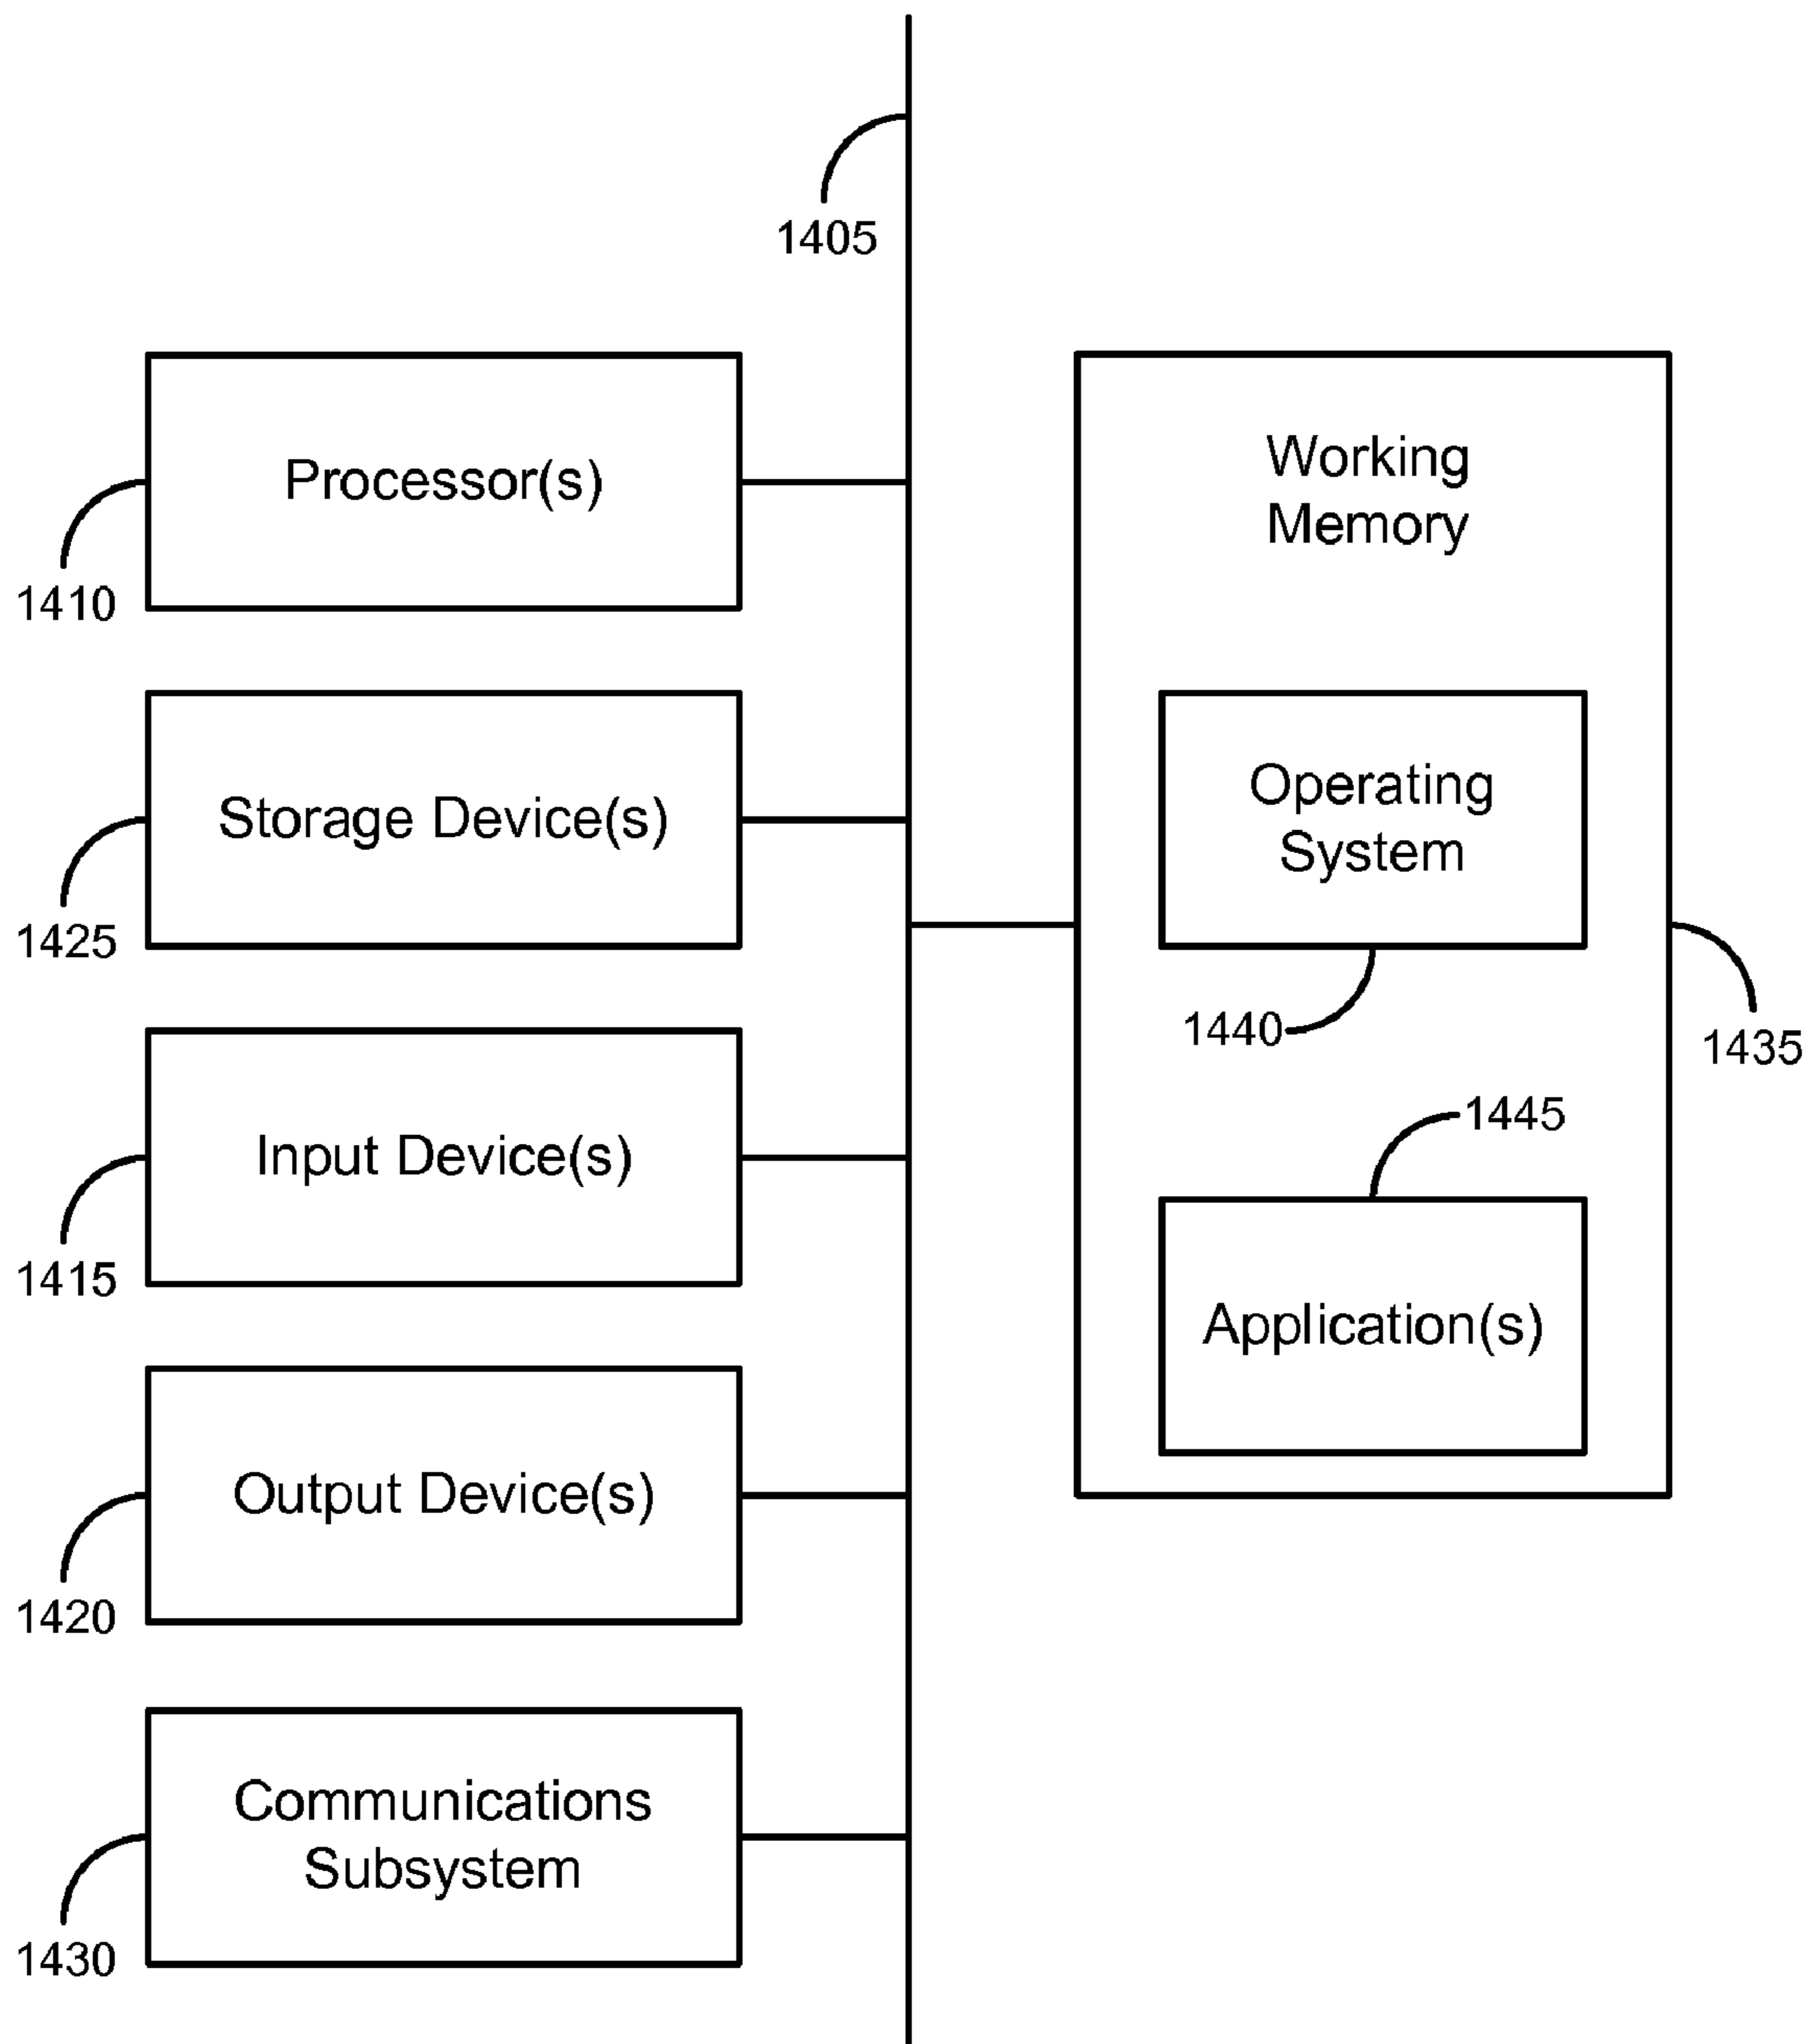 1405
Processor(s)
1410
Storage Device(s)
1425
Input Device(s)
1415
Output Device(s)
1420
Communications
Subsystem
1430
Working
Memory
Operating
System
1440
1435
1445
Application(s)